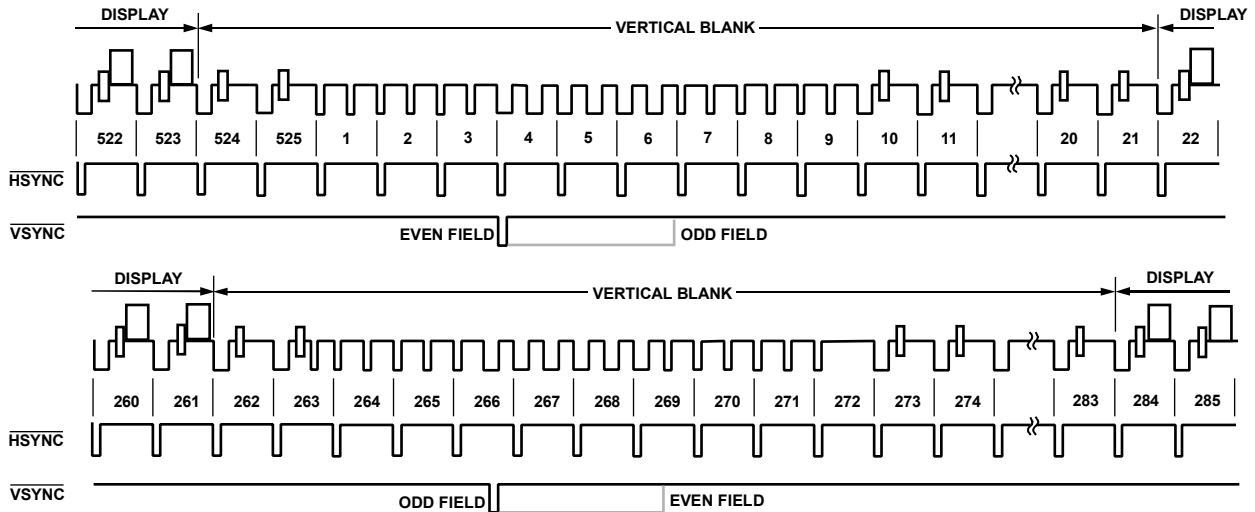 DISPLAY VERTICAL BLANK DISPLAY
522 523 524 525 1 2 3 4 5 6 7 8 9 10 11 20 21 22
HSYNC
VSYNC EVEN FIELD ODD FIELD
DISPLAY VERTICAL BLANK DISPLAY
260 261 262 263 264 265 266 267 268 269 270 271 272 273 274 283 284 285
HSYNC
VSYNC ODD FIELD EVEN FIELD